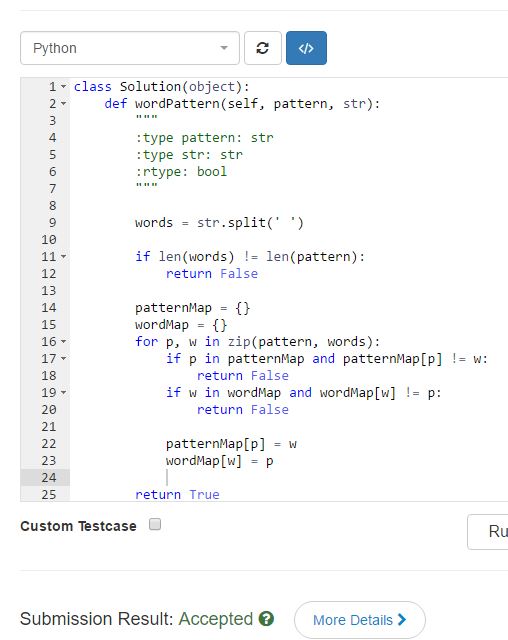 Python
</>
1 class Solution(object):
2     def wordPattern(self, pattern, str):
3         """
4         :type pattern: str
5         :type str: str
6         :rtype: bool
7         """
8
9         words = str.split(' ')
10
11         if len(words) != len(pattern):
12             return False
13
14         patternMap = {}
15         wordMap = {}
16         for p, w in zip(pattern, words):
17             if p in patternMap and patternMap[p] != w:
18                 return False
19             if w in wordMap and wordMap[w] != p:
20                 return False
21
22             patternMap[p] = w
23             wordMap[w] = p
24
25         return True
Custom Testcase
Ru
Submission Result: Accepted ?
More Details